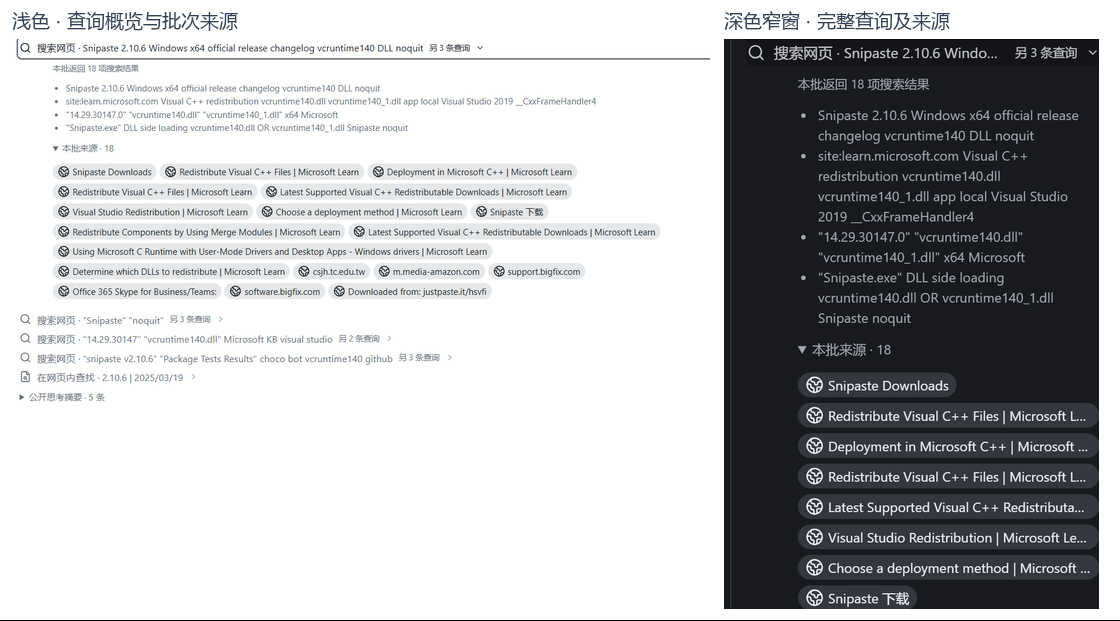 浅色 · 查询概览与批次来源
搜索网页 · Snipaste 2.10.6 Windows x64 official release changelog vcruntime140 DLL noquit 另 3 条查询
本批返回 18 项搜索结果
Snipaste 2.10.6 Windows x64 official release changelog vcruntime140 DLL noquit
site:learn.microsoft.com Visual C++ redistribution vcruntime140.dll vcruntime140_1.dll app local Visual Studio 2019 __CxxFrameHandler4
"14.29.30147.0" "vcruntime140.dll" "vcruntime140_1.dll" x64 Microsoft
"Snipaste.exe" DLL side loading vcruntime140.dll OR vcruntime140_1.dll Snipaste noquit
▼ 本批来源 · 18
Snipaste Downloads Redistribute Visual C++ Files | Microsoft Learn Deployment in Microsoft C++ | Microsoft Learn
Redistribute Visual C++ Files | Microsoft Learn Latest Supported Visual C++ Redistributable Downloads | Microsoft Learn
Visual Studio Redistribution | Microsoft Learn Choose a deployment method | Microsoft Learn Snipaste 下载
Redistribute Components by Using Merge Modules | Microsoft Learn Latest Supported Visual C++ Redistributable Downloads | Microsoft Learn
Using Microsoft C Runtime with User-Mode Drivers and Desktop Apps - Windows drivers | Microsoft Learn
Determine which DLLs to redistribute | Microsoft Learn csjh.tc.edu.tw m.media-amazon.com support.bigfix.com
Office 365 Skype for Business/Teams: software.bigfix.com Downloaded from: justpaste.it/hsvfi
搜索网页 · "Snipaste" "noquit" 另 3 条查询
搜索网页 · "14.29.30147" "vcruntime140.dll" Microsoft KB visual studio 另 2 条查询
搜索网页 · "snipaste v2.10.6" "Package Tests Results" choco bot vcruntime140 github 另 3 条查询
在网页内查找 · 2.10.6 | 2025/03/19
▶ 公开思考摘要 · 5 条
深色窄窗 · 完整查询及来源
搜索网页 · Snipaste 2.10.6 Windo... 另 3 条查询
本批返回 18 项搜索结果
Snipaste 2.10.6 Windows x64 official release
changelog vcruntime140 DLL noquit
site:learn.microsoft.com Visual C++
redistribution vcruntime140.dll
vcruntime140_1.dll app local Visual Studio
2019 __CxxFrameHandler4
"14.29.30147.0" "vcruntime140.dll"
"vcruntime140_1.dll" x64 Microsoft
"Snipaste.exe" DLL side loading
vcruntime140.dll OR vcruntime140_1.dll
Snipaste noquit
▼ 本批来源 · 18
Snipaste Downloads
Redistribute Visual C++ Files | Microsoft L...
Deployment in Microsoft C++ | Microsoft ...
Redistribute Visual C++ Files | Microsoft L...
Latest Supported Visual C++ Redistributa...
Visual Studio Redistribution | Microsoft Le...
Choose a deployment method | Microsoft ...
Snipaste 下载